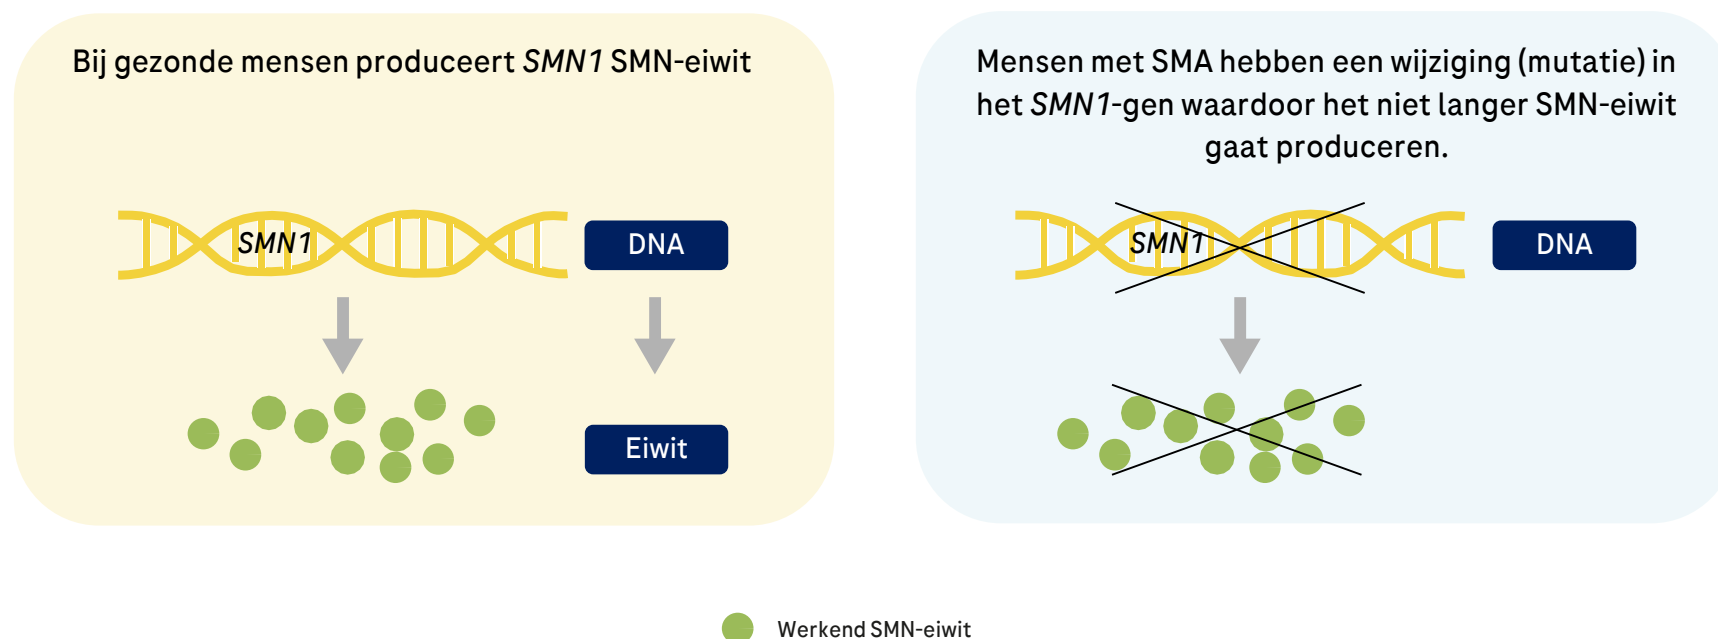 Bij gezonde mensen produceert SMN1 SMN-eiwit
SMN1
DNA
Eiwit
Mensen met SMA hebben een wijziging (mutatie) in
het SMN1-gen waardoor het niet langer SMN-eiwit
gaat produceren.
SMN1
DNA
Werkend SMN-eiwit